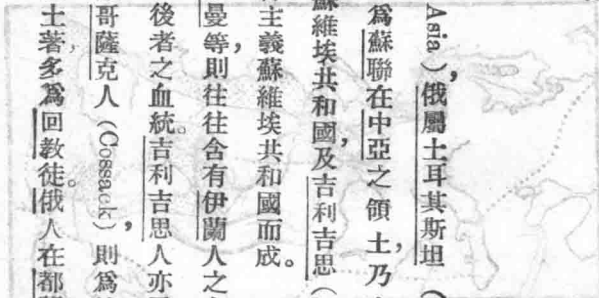 Asia），俄屬土耳其斯坦（
爲蘇聯在中亞之領土，乃
蘇維埃共和國，及吉利吉思（
主義蘇維埃共和國而成。
曼等，則往往含有伊蘭人之
後者之血統。吉利吉思人亦
哥薩克人（Cossack），則爲
土著，多爲回教徒。俄人在都